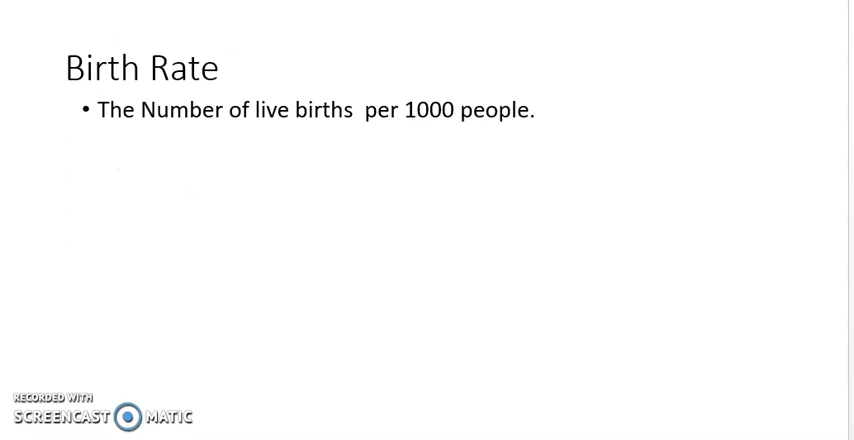 Birth Rate
• The Number of live births  per 1000 people.
RECORDED WITH
SCREENCAST MATIC